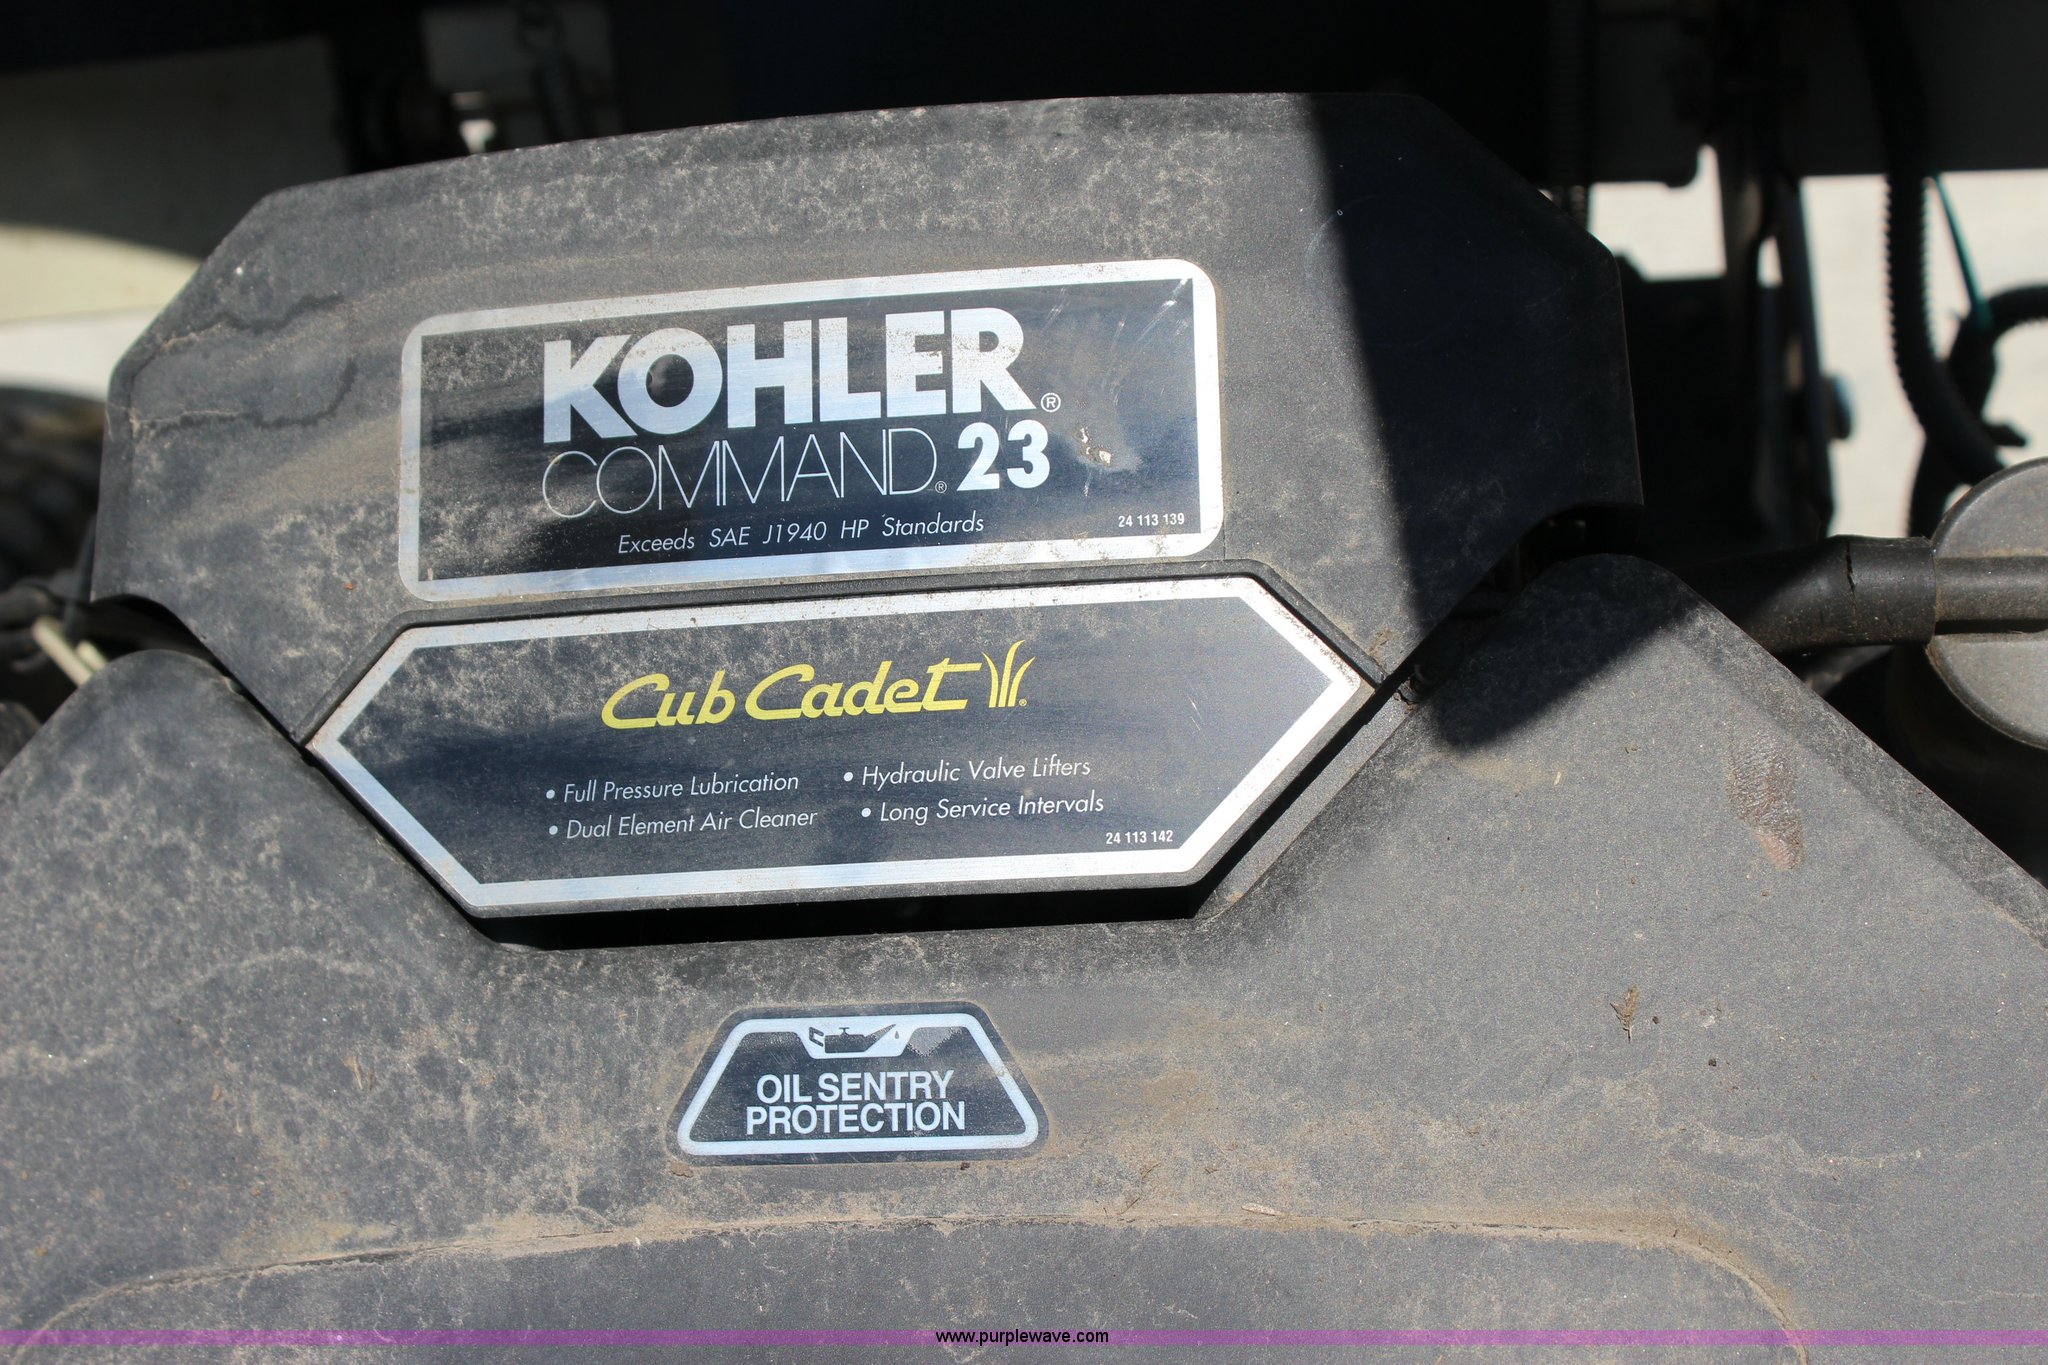 KOHLER®
COMMAND® 23
Exceeds SAE J1940 HP Standards
24 113 139
Cub Cadet ®
• Full Pressure Lubrication
• Hydraulic Valve Lifters
• Dual Element Air Cleaner
• Long Service Intervals
24 113 142
OIL SENTRY
PROTECTION
www.purplewave.com